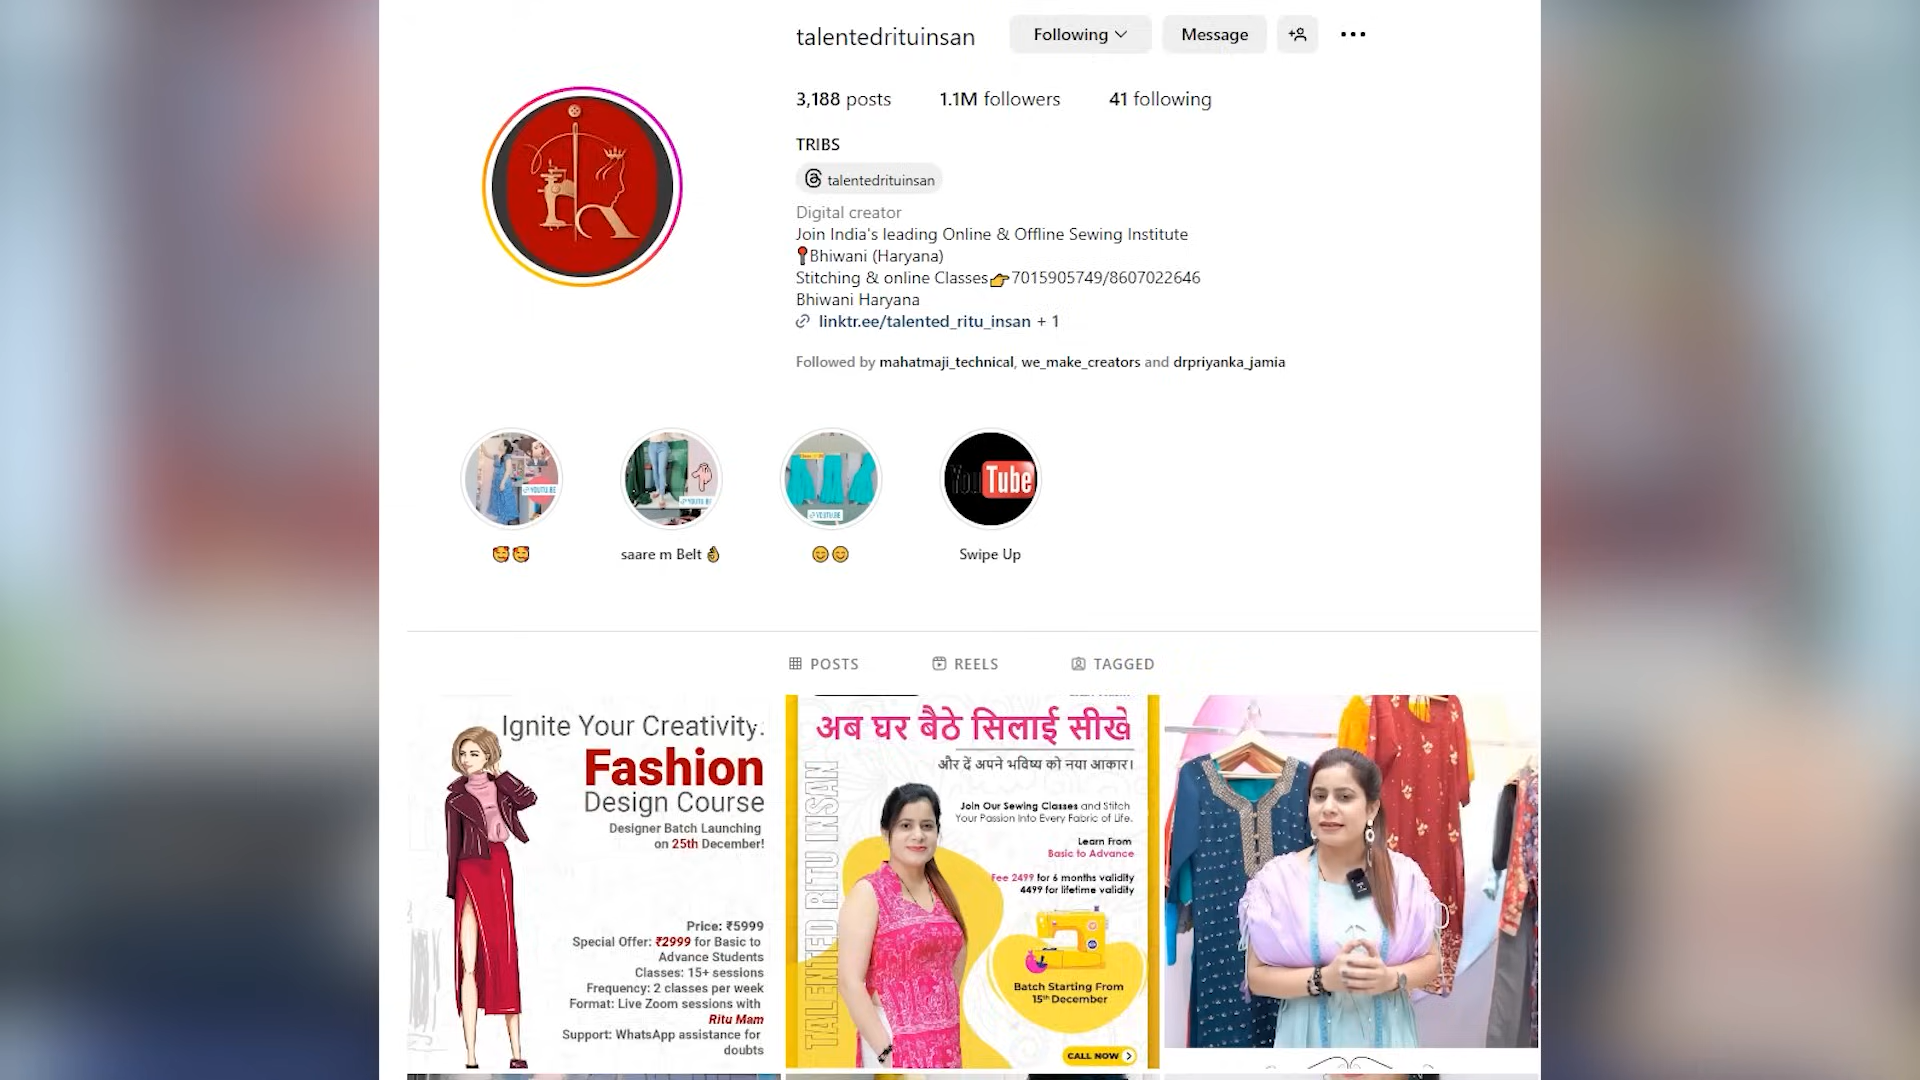 talentedrituinsan
Following
Message
3,188 posts
1.1M followers
41 following
TRIBS
talentedrituinsan
Digital creator
Join India's leading Online & Offline Sewing Institute
📍Bhiwani (Haryana)
Stitching & online Classes👉7015905749/8607022646
Bhiwani Haryana
linktr.ee/talented_ritu_insan + 1
Followed by mahatmaji_technical, we_make_creators and drpriyanka_jamia
YOUTU.BE
YOUTU.BE
YOUTU.BE
YouTube
🥰🥰
saare m Belt 👌
😊😊
Swipe Up
POSTS
REELS
TAGGED
Ignite Your Creativity:
Fashion
Design Course
Designer Batch Launching
on 25th December!
Price: ₹5999
Special Offer: ₹2999 for Basic to
Advance Students
Classes: 15+ sessions
Frequency: 2 classes per week
Format: Live Zoom sessions with
Ritu Mam
Support: WhatsApp assistance for
doubts
अब घर बैठे सिलाई सीखे
और दें अपने भविष्य को नया आकार।
TALENTED RITU INSAN
Join Our Sewing Classes and Stitch
Your Passion Into Every Fabric of Life.
Learn From
Basic to Advance
Fee 2499 for 6 months validity
4499 for lifetime validity
Batch Starting From
15th December
CALL NOW